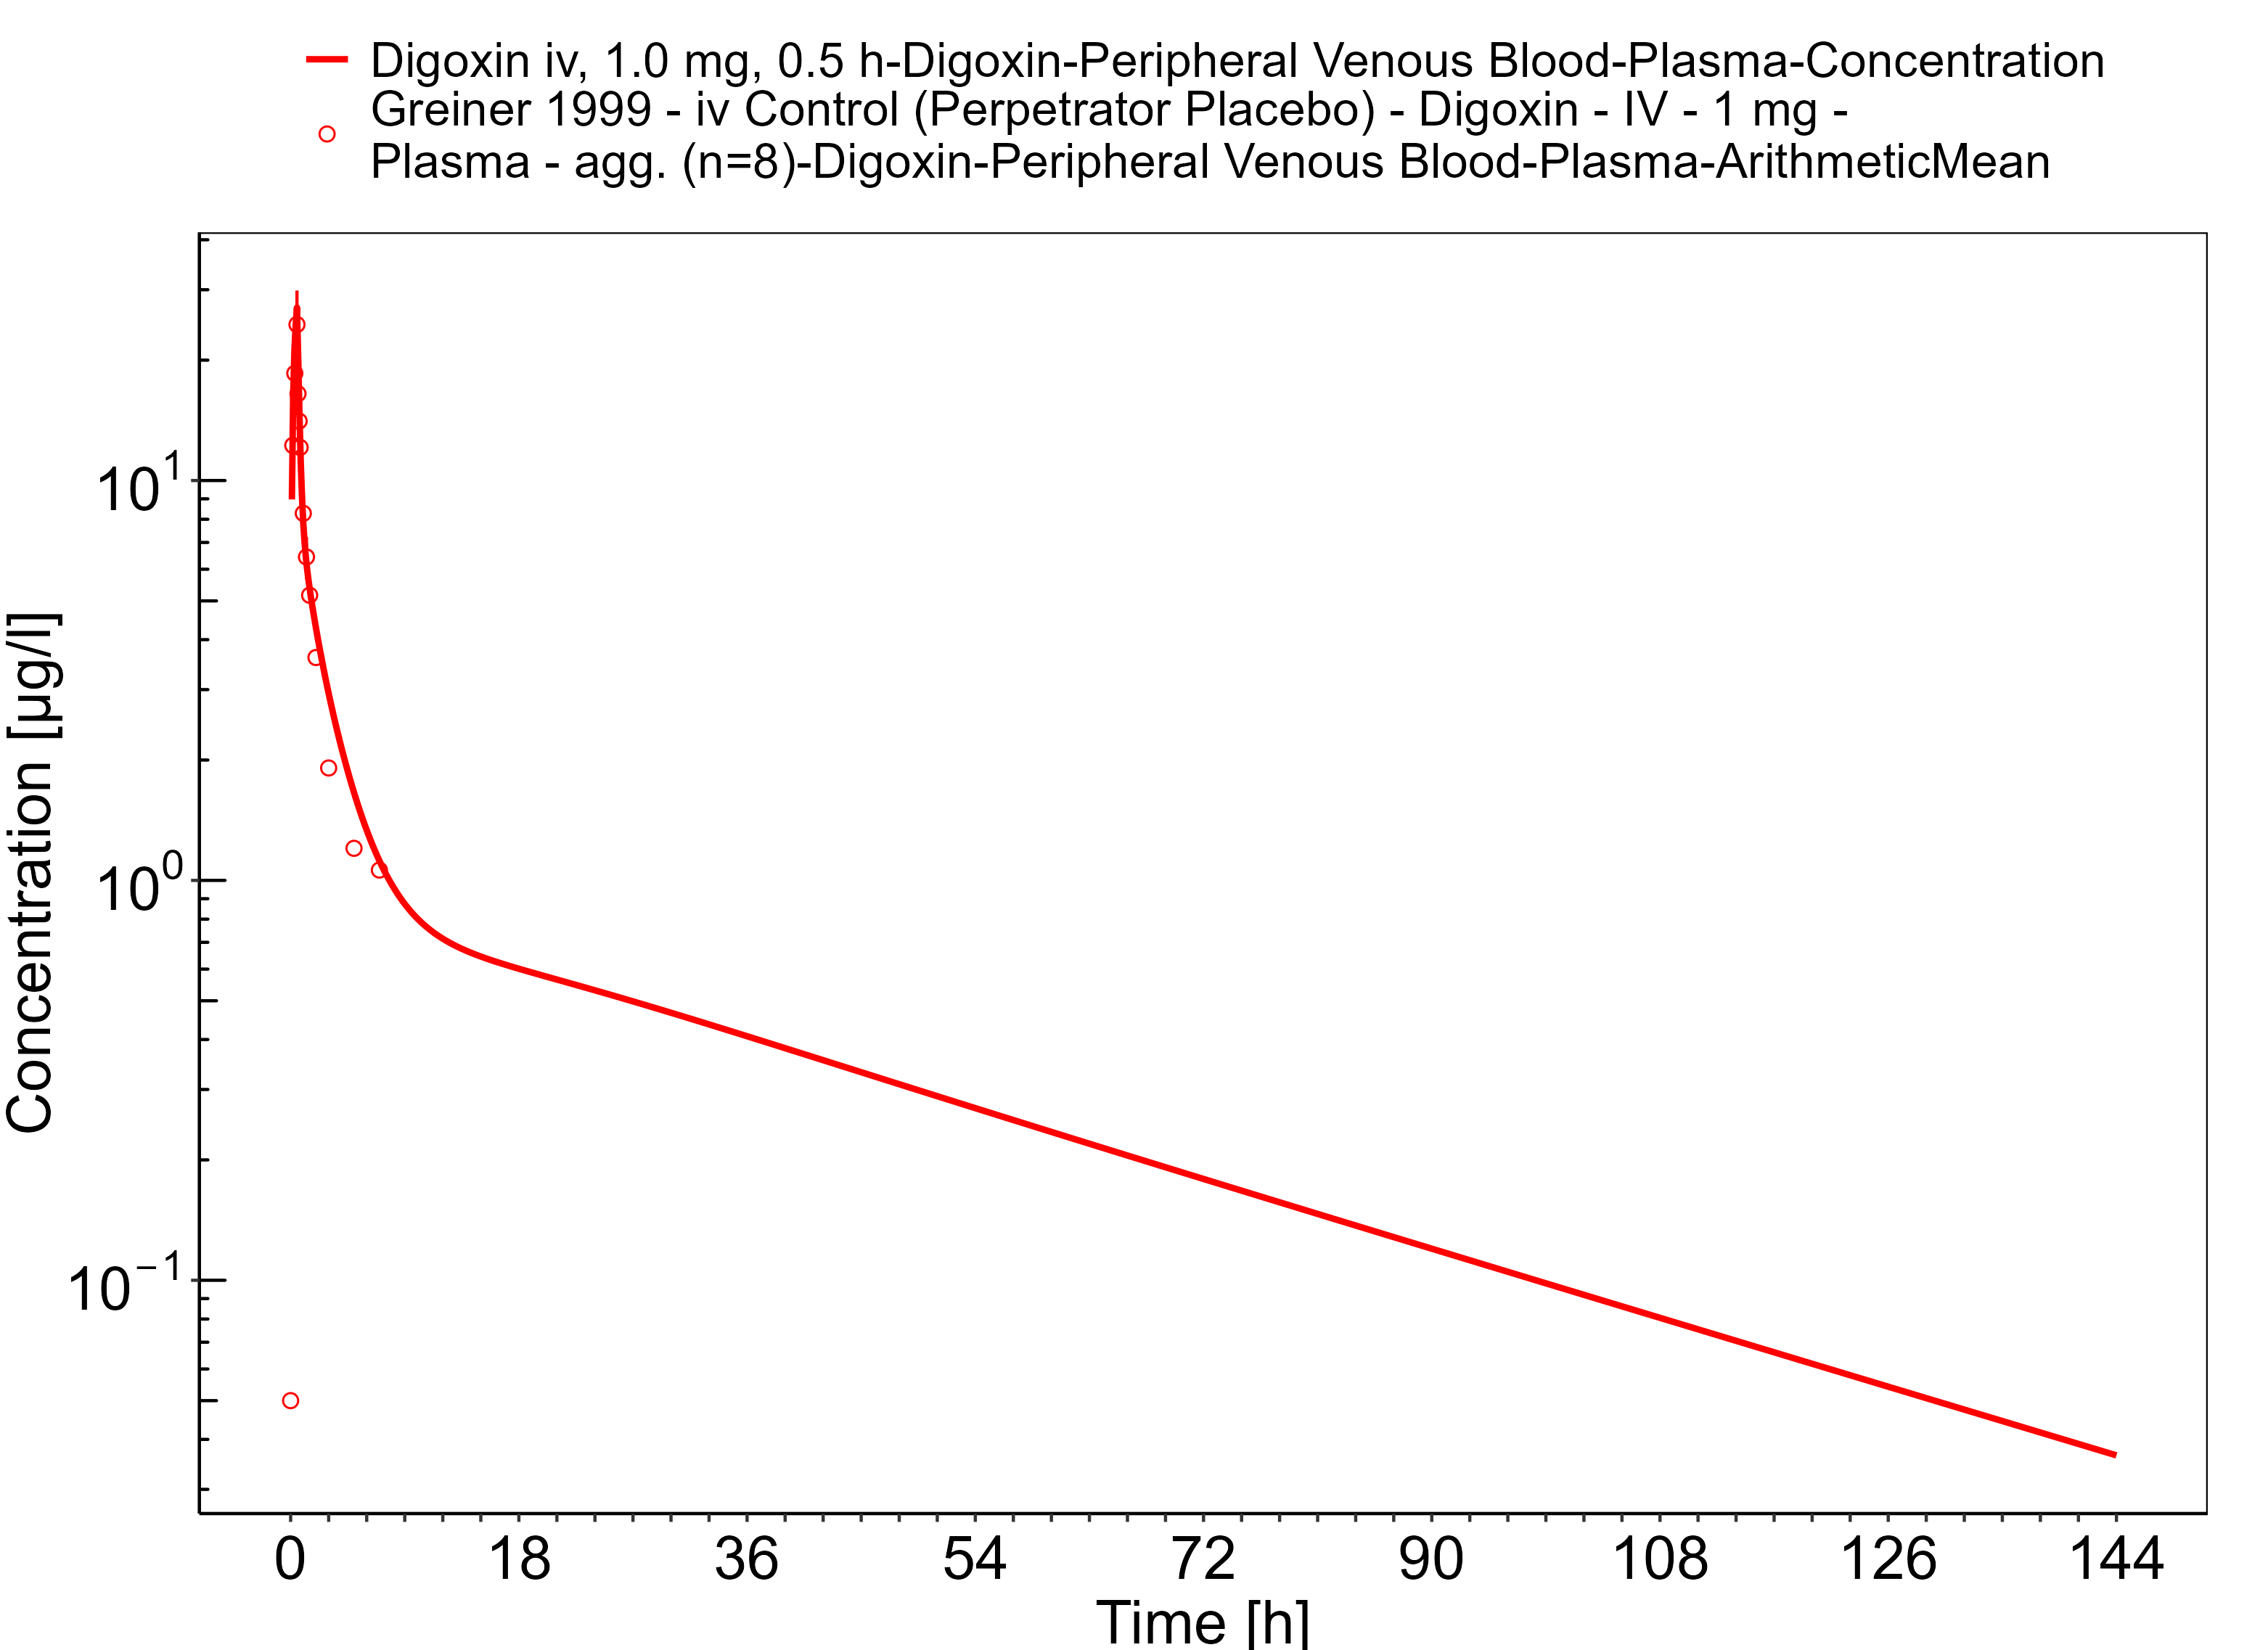 Digoxin iv, 1.0 mg, 0.5 h-Digoxin-Peripheral Venous Blood-Plasma-Concentration
Greiner 1999 - iv Control (Perpetrator Placebo) - Digoxin - IV - 1 mg -
Plasma - agg. (n=8)-Digoxin-Peripheral Venous Blood-Plasma-ArithmeticMean
Concentration [µg/l]
10¹
10⁰
10⁻¹
0 18 36 54 72 90 108 126 144
Time [h]